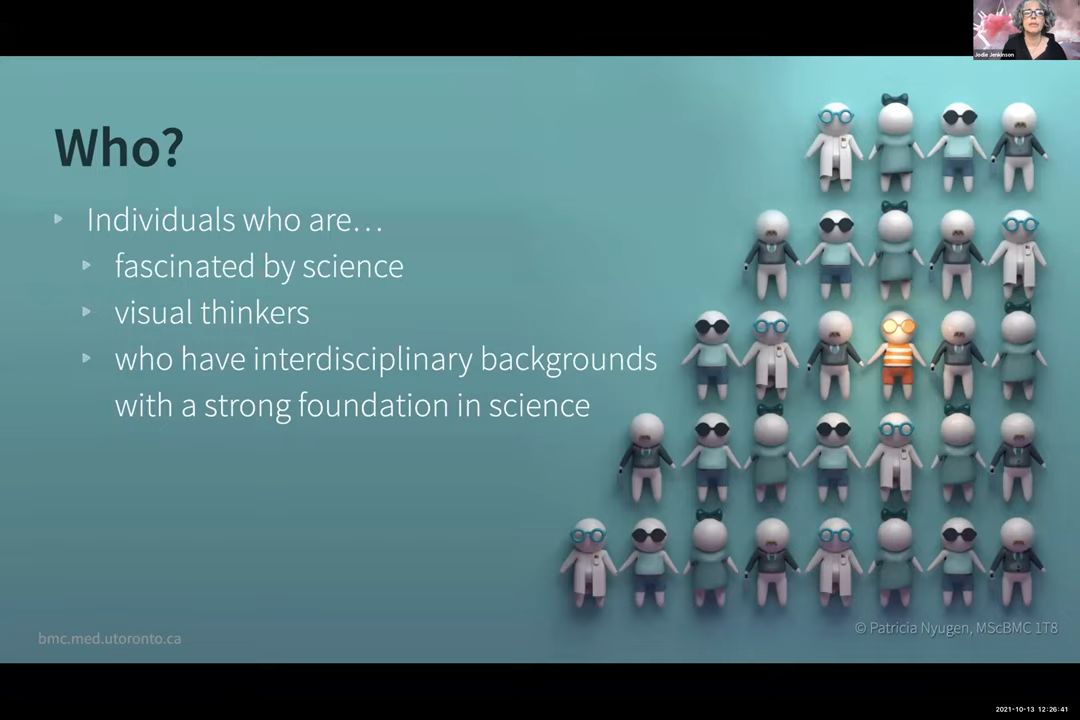 Jodie Jenkinson
Who?
Individuals who are…
fascinated by science
visual thinkers
who have interdisciplinary backgrounds
with a strong foundation in science
bmc.med.utoronto.ca
© Patricia Nyugen, MScBMC 1T8
2021-10-13 12:26:41